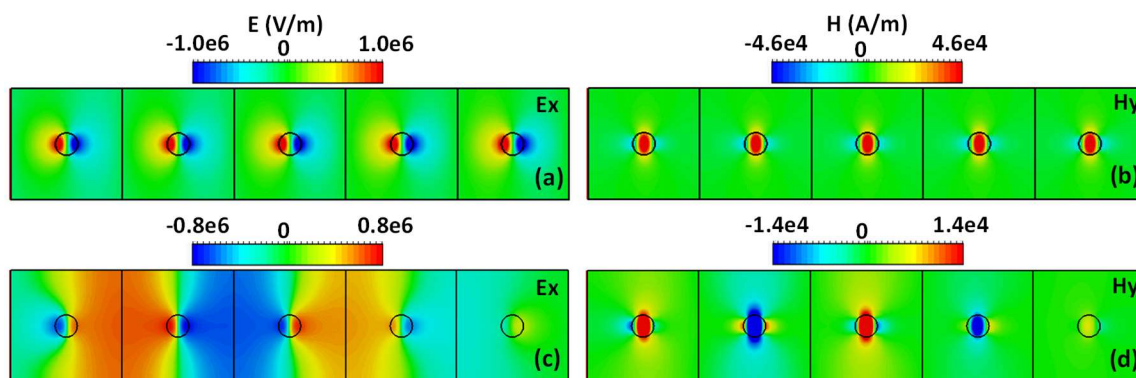 E (V/m)
-1.0e6 0 1.0e6
Ex
(a)
H (A/m)
-4.6e4 0 4.6e4
Hy
(b)
-0.8e6 0 0.8e6
Ex
(c)
-1.4e4 0 1.4e4
Hy
(d)